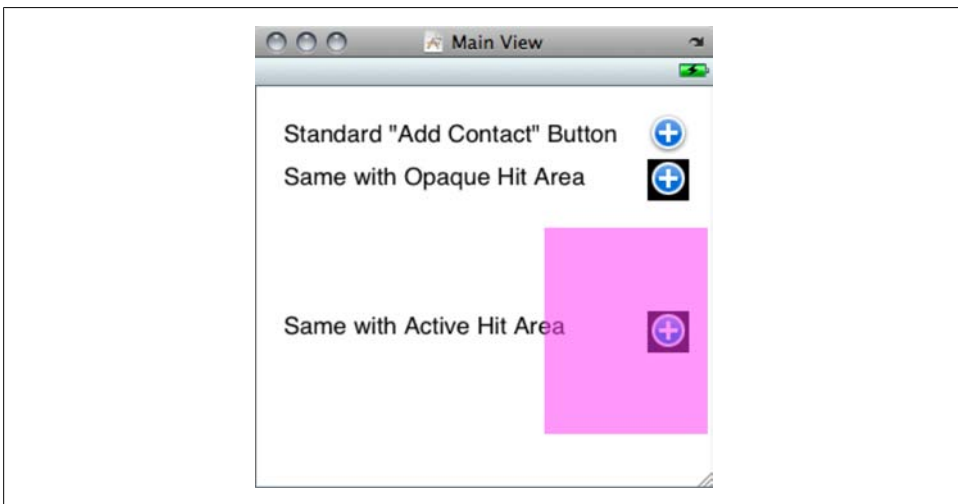 Main View
Standard "Add Contact" Button
Same with Opaque Hit Area
Same with Active Hit Area